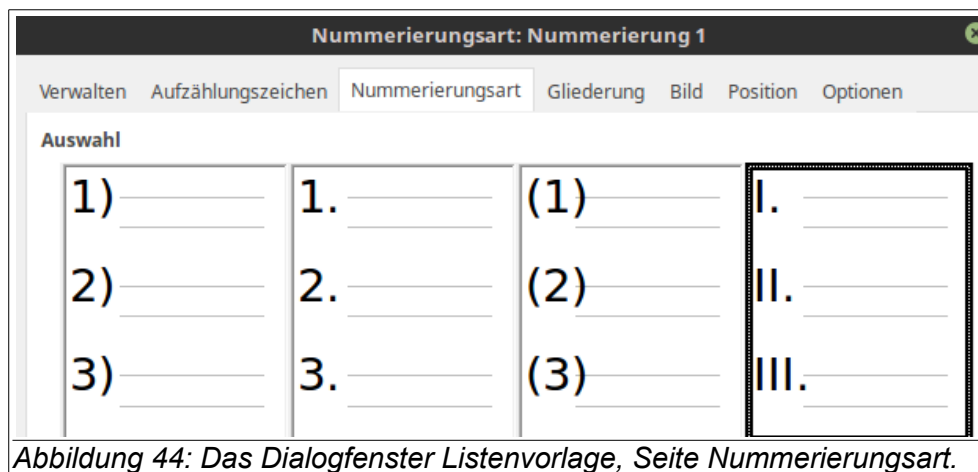 Nummerierungsart: Nummerierung 1
Verwalten Aufzählungszeichen Nummerierungsart Gliederung Bild Position Optionen
Auswahl
1) 1. (1) I.
2) 2. (2) II.
3) 3. (3) III.
Abbildung 44: Das Dialogfenster Listenvorlage, Seite Nummerierungsart.